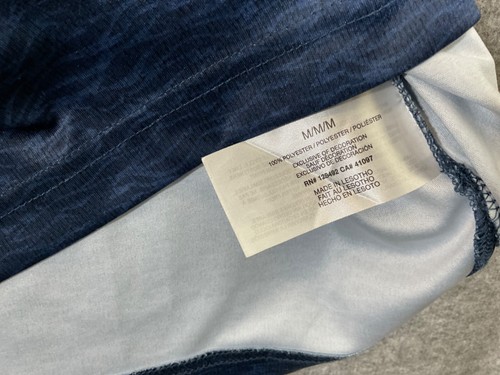 M/M/M
100% POLYESTER / POLYESTER / POLIÉSTER
EXCLUSIVE OF DECORATION
SAUF DÉCORATION
EXCLUSIVO DE DECORACIÓN
RN# 128492 CA# 41097
MADE IN LESOTHO
FAIT AU LESOTHO
HECHO EN LESOTO